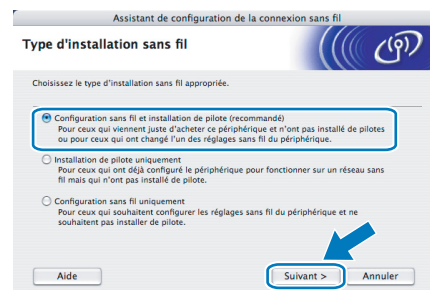 Assistant de configuration de la connexion sans fil
Type d'installation sans fil
Choisissez le type d'installation sans fil appropriée.
Configuration sans fil et installation de pilote (recommandé)
Pour ceux qui viennent juste d'acheter ce périphérique et n'ont pas installé de pilotes
ou pour ceux qui ont changé l'un des réglages sans fil du périphérique.
Installation de pilote uniquement
Pour ceux qui ont déjà configuré le périphérique pour fonctionner sur un réseau sans
fil mais qui n'ont pas installé de pilote.
Configuration sans fil uniquement
Pour ceux qui souhaitent configurer les réglages sans fil du périphérique et ne
souhaitent pas installer de pilote.
Aide
Suivant >
Annuler